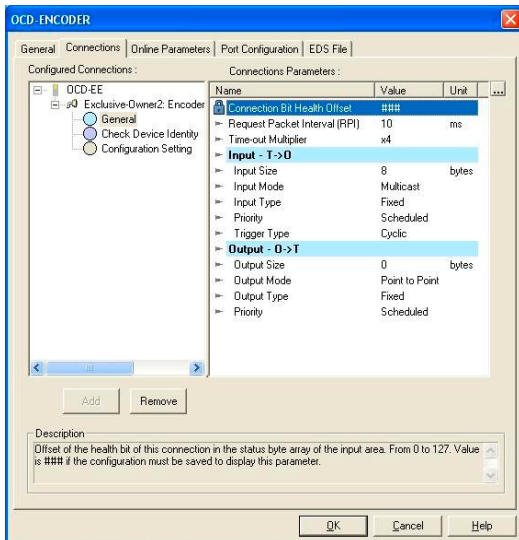 OCD-ENCODER
General Connections Online Parameters Port Configuration EDS File
Configured Connections : Connections Parameters :
OCD-EE
Exclusive-Owner2: Encoder
General
Check Device Identity
Configuration Setting
Name Value Unit ...
Connection Bit Health Offset ###
Request Packet Interval (RPI) 10 ms
Time-out Multiplier x4
Input - T->O
Input Size 8 bytes
Input Mode Multicast
Input Type Fixed
Priority Scheduled
Trigger Type Cyclic
Output - O->T
Output Size 0 bytes
Output Mode Point to Point
Output Type Fixed
Priority Scheduled
Add Remove
Description
Offset of the health bit of this connection in the status byte array of the input area. From 0 to 127. Value
is ### if the configuration must be saved to display this parameter.
OK Cancel Help